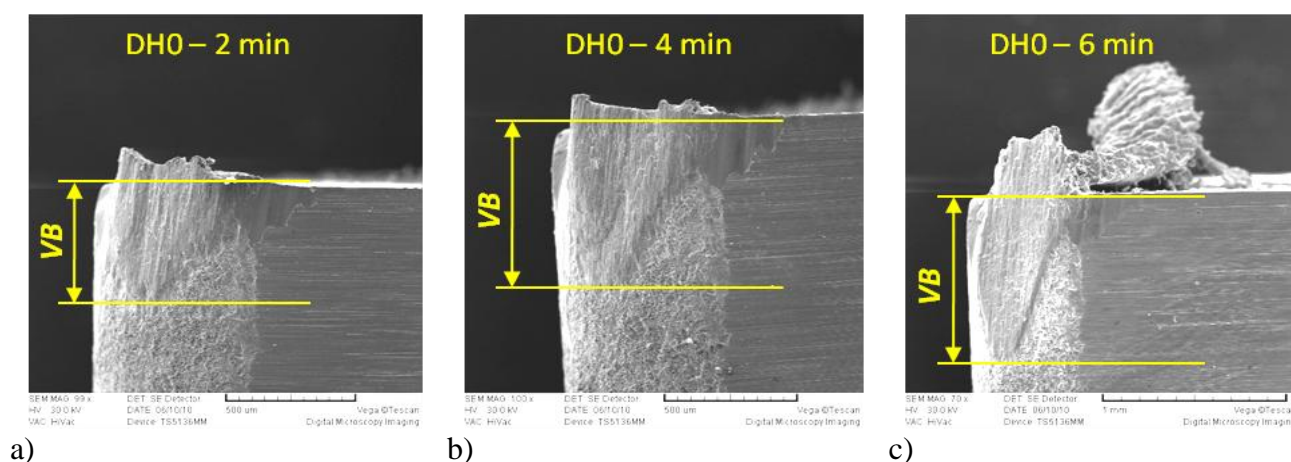 DH0 – 2 min
VB
SEM MAG: 99 x DET: SE Detector
HV: 30.0 kV DATE: 06/10/10 500 um Vega ©Tescan
VAC: HiVac Device: TS5136MM Digital Microscopy Imaging
a)
DH0 – 4 min
VB
SEM MAG: 100 x DET: SE Detector
HV: 30.0 kV DATE: 06/10/10 500 um Vega ©Tescan
VAC: HiVac Device: TS5136MM Digital Microscopy Imaging
b)
DH0 – 6 min
VB
SEM MAG: 70 x DET: SE Detector
HV: 30.0 kV DATE: 06/10/10 1 mm Vega ©Tescan
VAC: HiVac Device: TS5136MM Digital Microscopy Imaging
c)